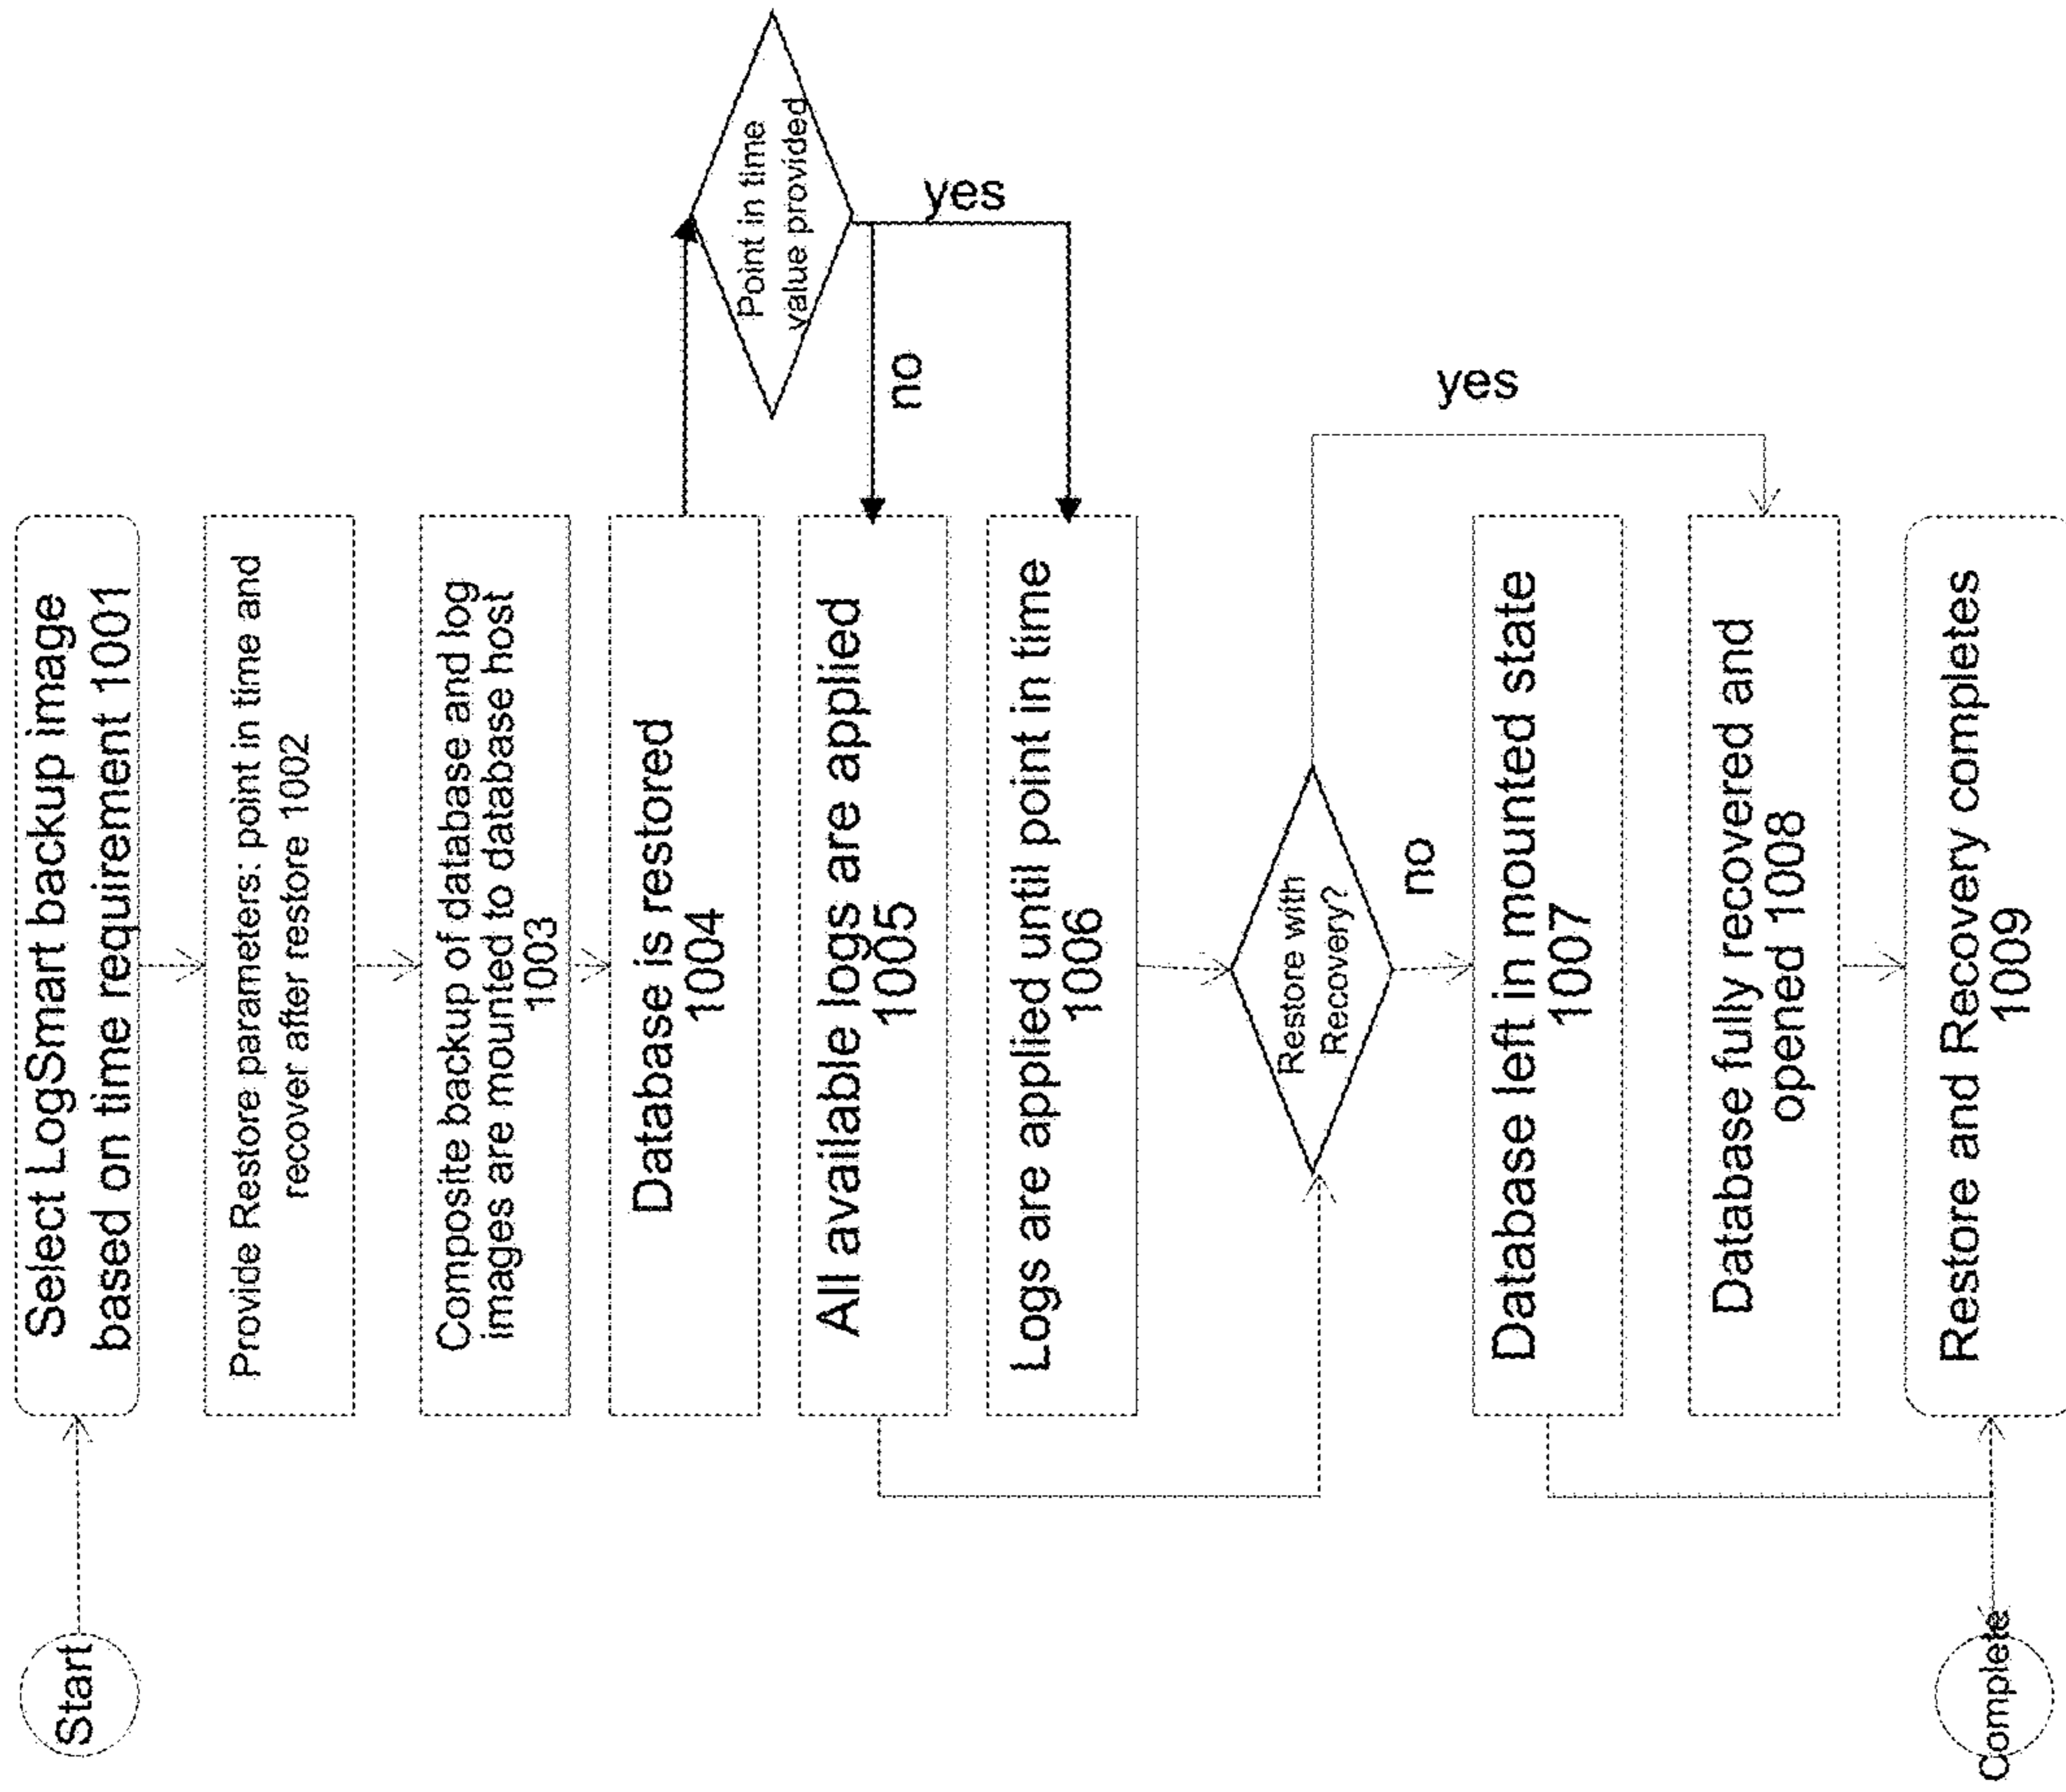 Start
Select LogSmart backup image
based on time requirement 1001
Provide Restore parameters: point in time and
recover after restore 1002
Composite backup of database and log
images are mounted to database host
1003
Database is restored
1004
Point in time
value provided
yes
no
All available logs are applied
1005
Logs are applied until point in time
1006
Restore with
Recovery?
yes
no
Database left in mounted state
1007
Database fully recovered and
opened 1008
Restore and Recovery completes
1009
Complete